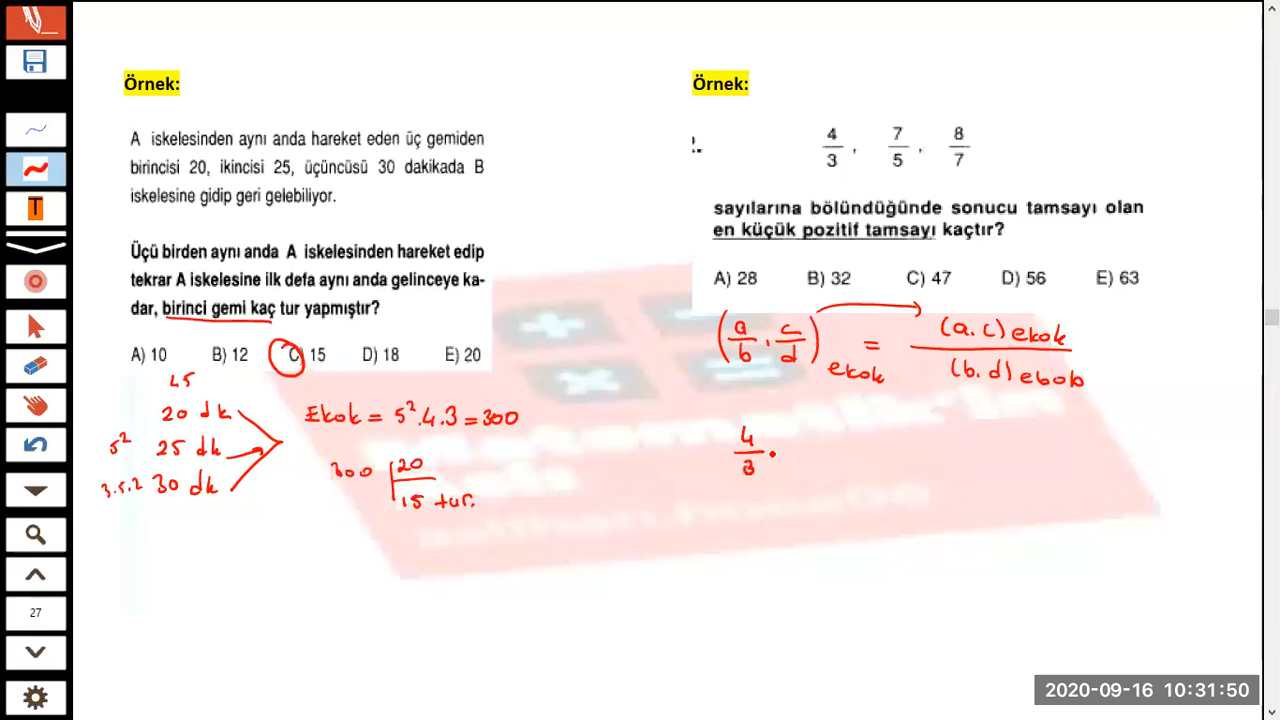 Örnek:
A iskelesinden aynı anda hareket eden üç gemiden
birincisi 20, ikincisi 25, üçüncüsü 30 dakikada B
iskelesine gidip geri gelebiliyor.
Üçü birden aynı anda A iskelesinden hareket edip
tekrar A iskelesine ilk defa aynı anda gelinceye ka-
dar, birinci gemi kaç tur yapmıştır?
A) 10 B) 12 C) 15 D) 18 E) 20
4.5
20 dk
5² 25 dk
3.5.2 30 dk
Ekok = 5².4.3 = 300
300 | 20
15 tur.
Örnek:
4/3, 7/5, 8/7
sayılarına bölündüğünde sonucu tamsayı olan
en küçük pozitif tamsayı kaçtır?
A) 28 B) 32 C) 47 D) 56 E) 63
(a/b, c/d) ekok = (a.c) ekok / (b.d) ebob
4/3
T
27
2020-09-16 10:31:50